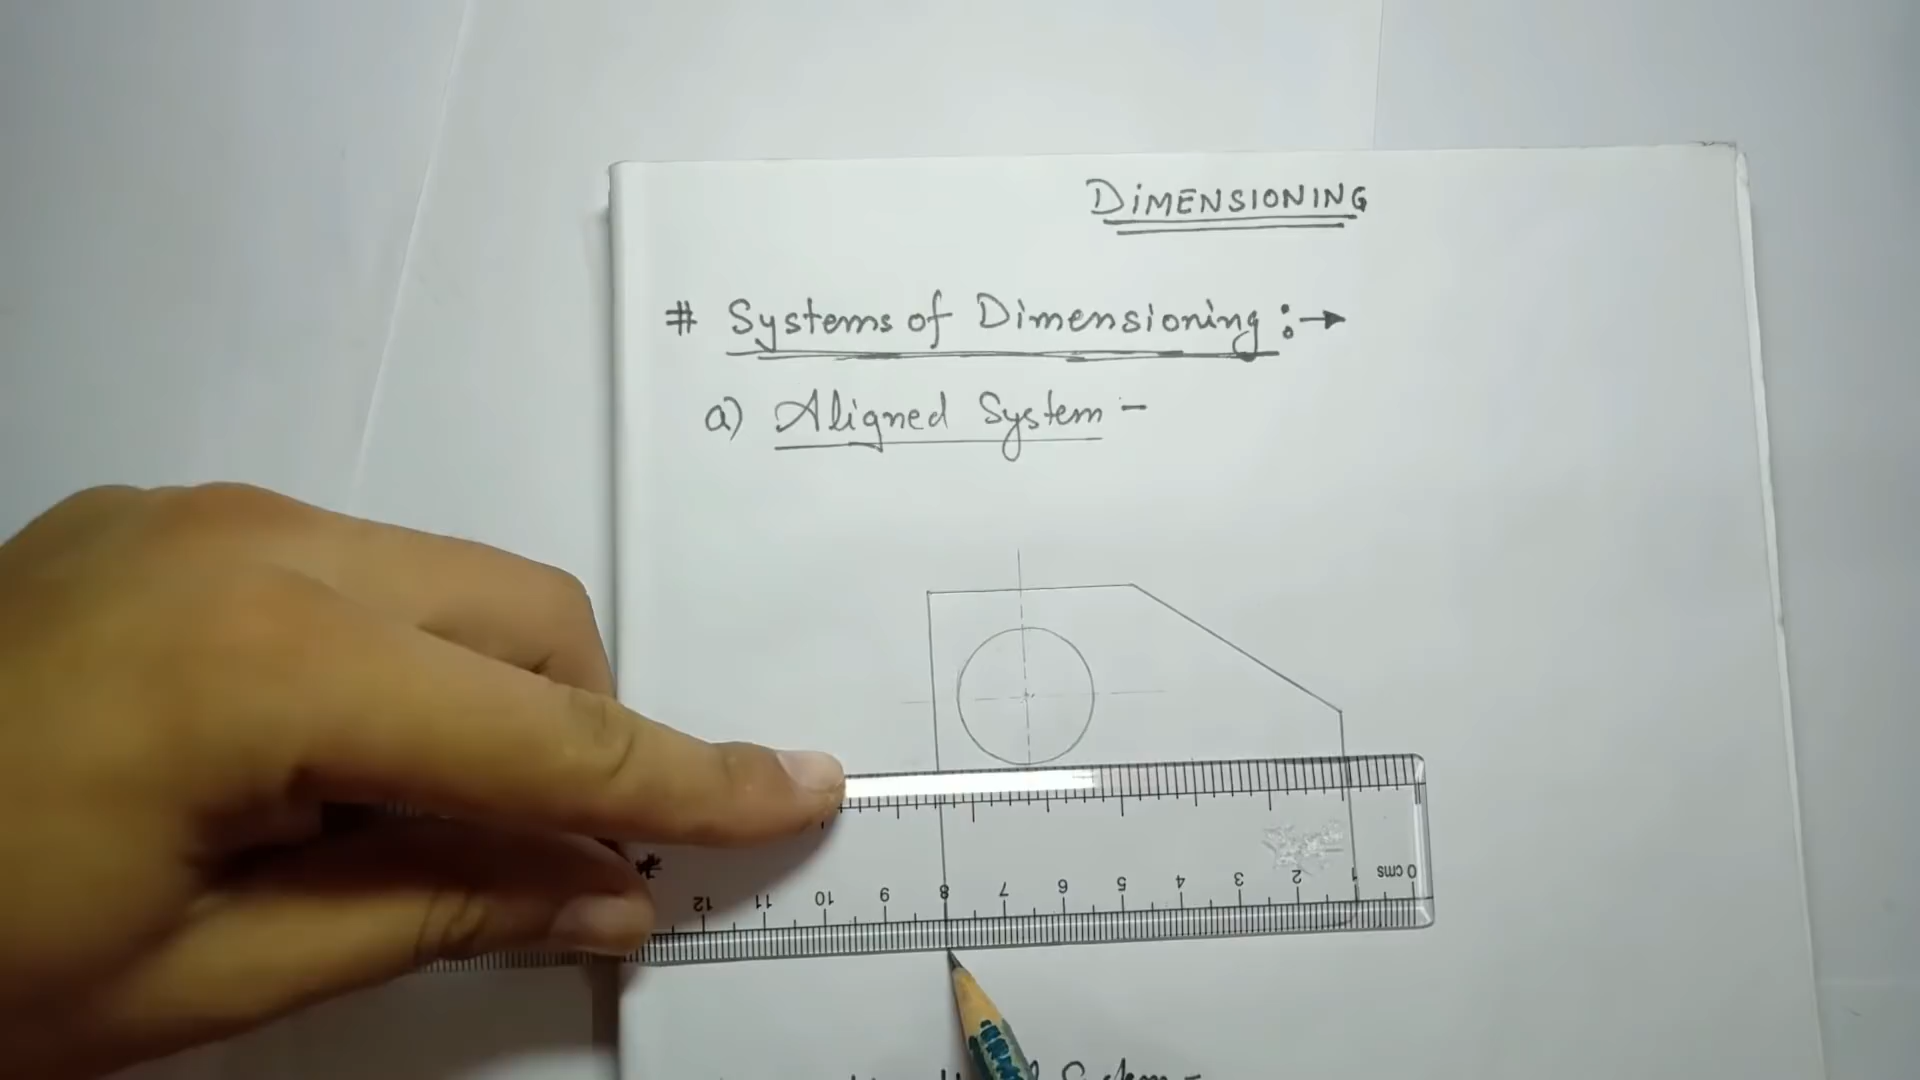 DIMENSIONING
# Systems of Dimensioning :→
a) Aligned System -
12 11 10 9 8 7 6 5 4 3 2 1 0 cms
System -